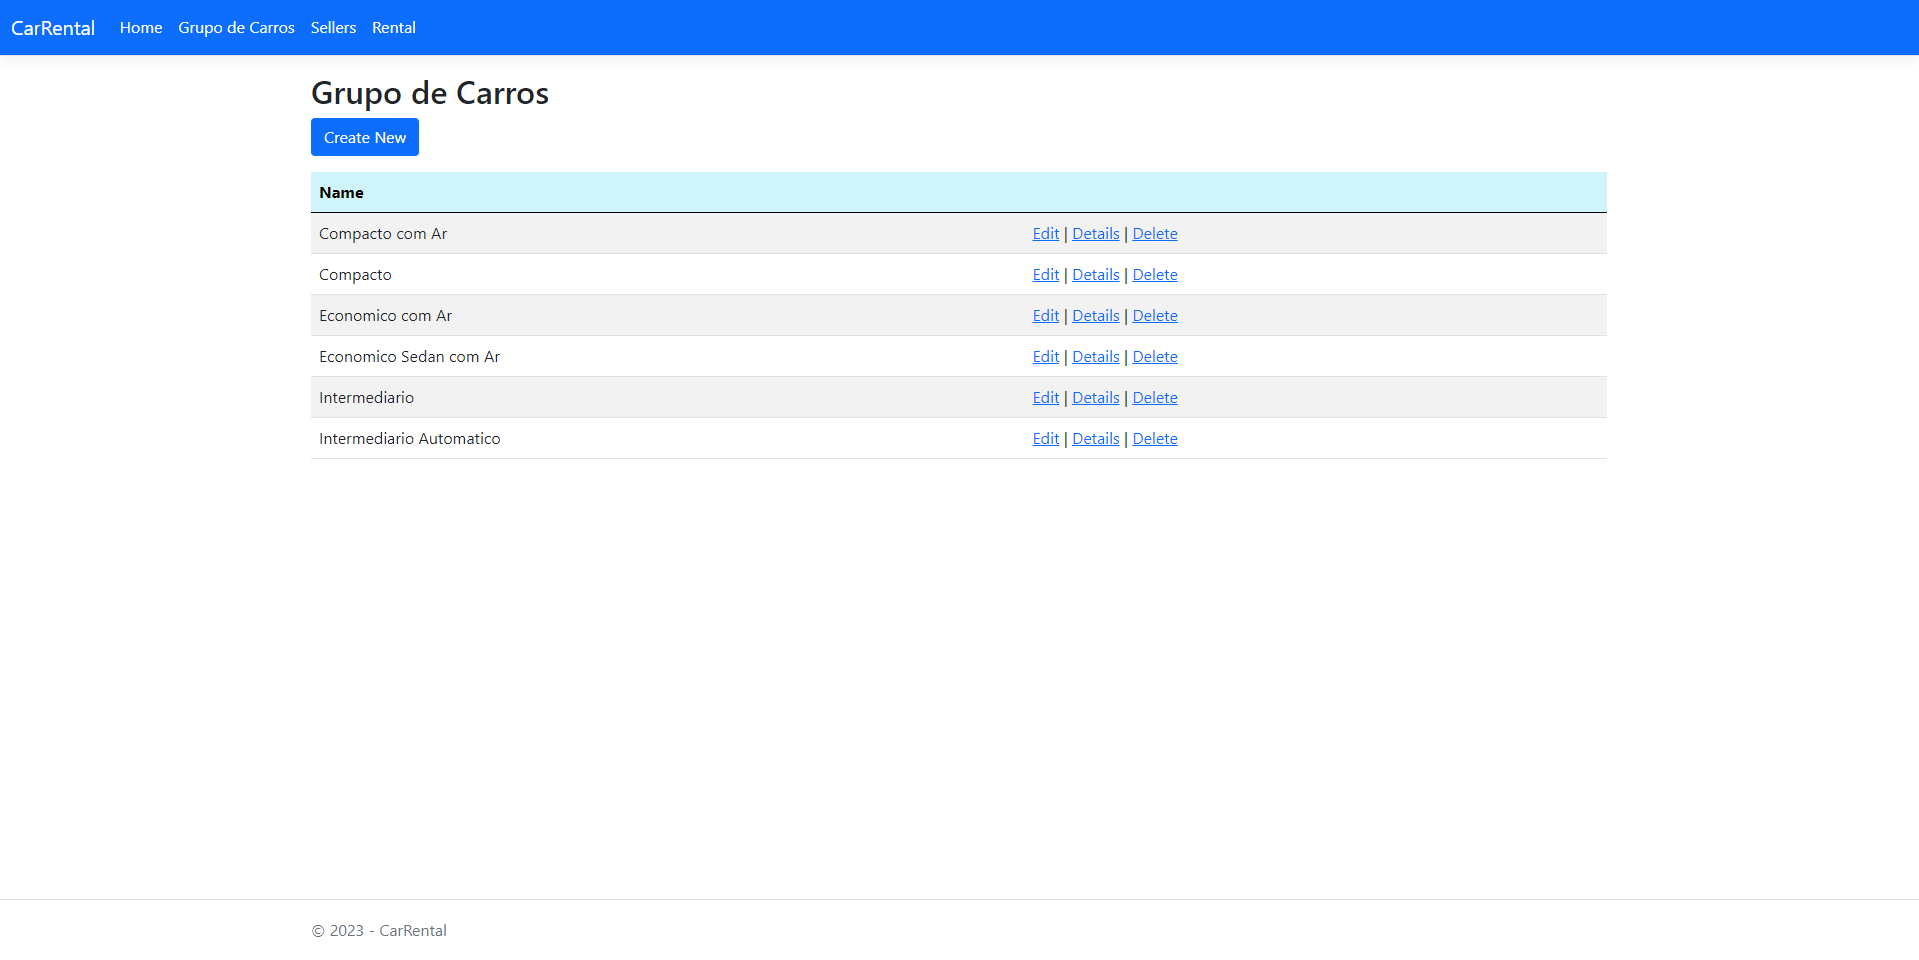 CarRental Home Grupo de Carros Sellers Rental
Grupo de Carros
Create New
Name
Compacto com Ar Edit | Details | Delete
Compacto Edit | Details | Delete
Economico com Ar Edit | Details | Delete
Economico Sedan com Ar Edit | Details | Delete
Intermediario Edit | Details | Delete
Intermediario Automatico Edit | Details | Delete
© 2023 - CarRental